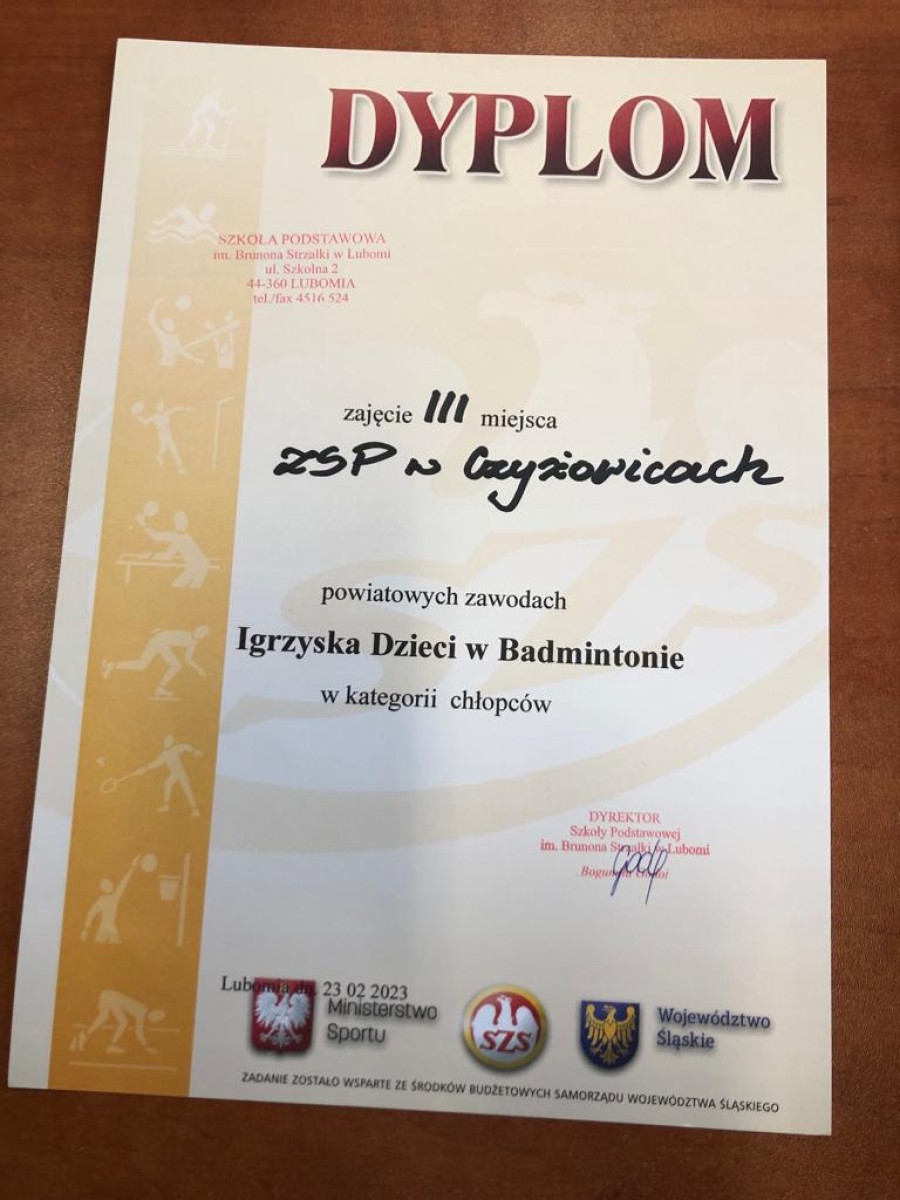 DYPLOM
SZKOŁA PODSTAWOWA
im. Brunona Strzałki w Lubomi
ul. Szkolna 2
44-360 LUBOMIA
tel./fax 4516 524
zajęcie III miejsca
ZSP w Czyżowicach
powiatowych zawodach
Igrzyska Dzieci w Badmintonie
w kategorii chłopców
DYREKTOR
Szkoły Podstawowej
im. Brunona Strzałki w Lubomi
Lubomia dn. 23 02 2023
Ministerstwo
Sportu
SZS
Województwo
Śląskie
ZADANIE ZOSTAŁO WSPARTE ZE ŚRODKÓW BUDŻETOWYCH SAMORZĄDU WOJEWÓDZTWA ŚLĄSKIEGO